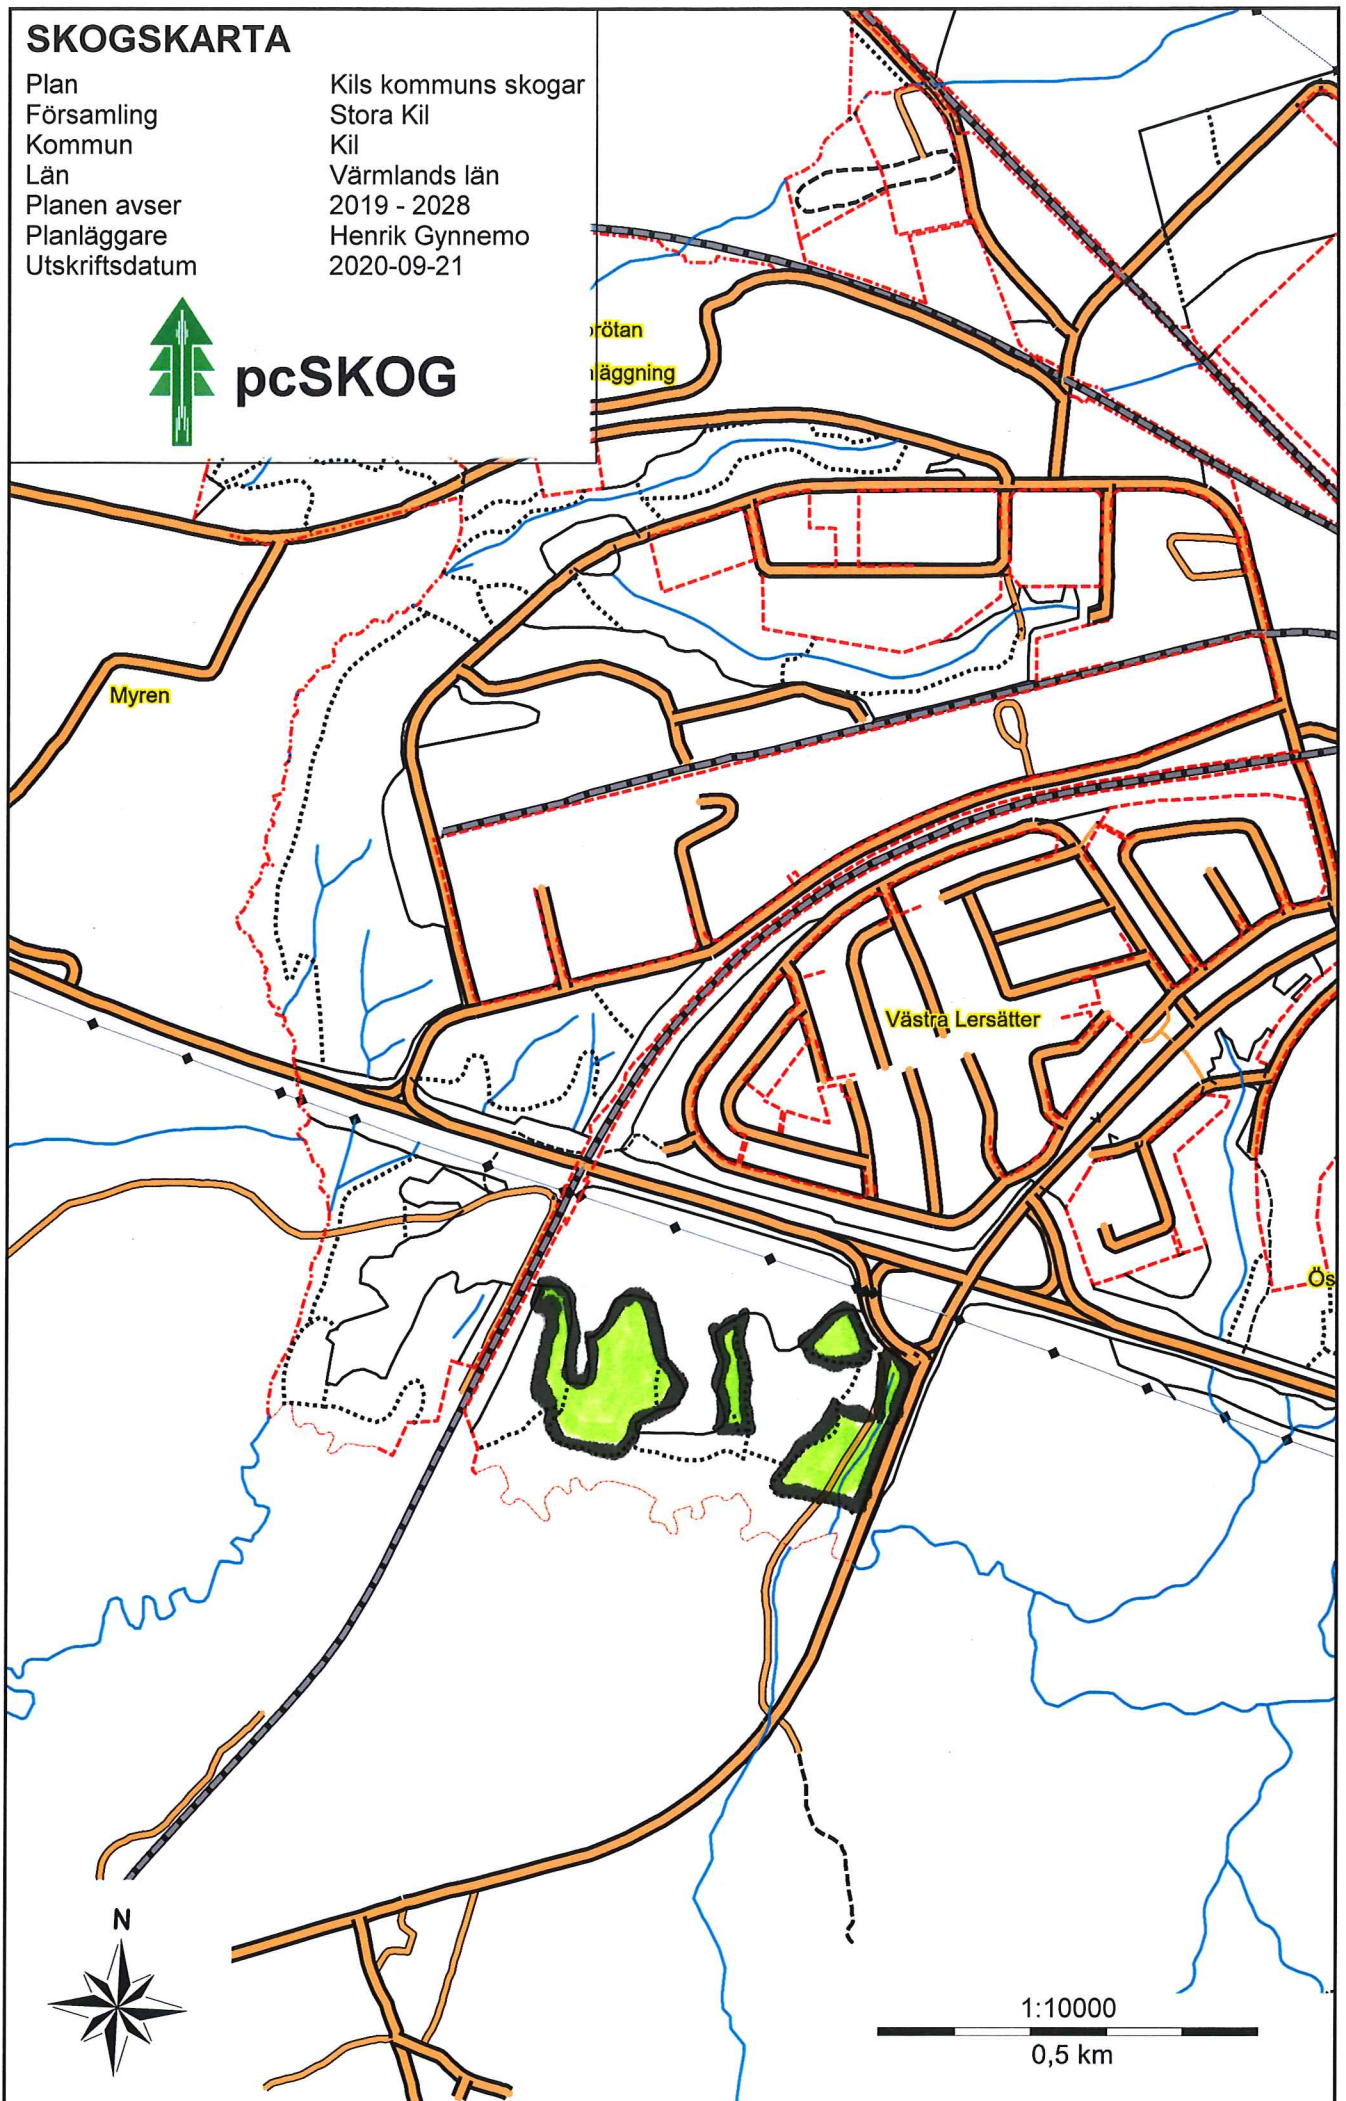 SKOGSKARTA
Plan Kils kommuns skogar
Församling Stora Kil
Kommun Kil
Län Värmlands län
Planen avser 2019 - 2028
Planläggare Henrik Gynnemo
Utskriftsdatum 2020-09-21
pcSKOG
rötan
läggning
Myren
Västra Lersätter
Ös
N
1:10000
0,5 km